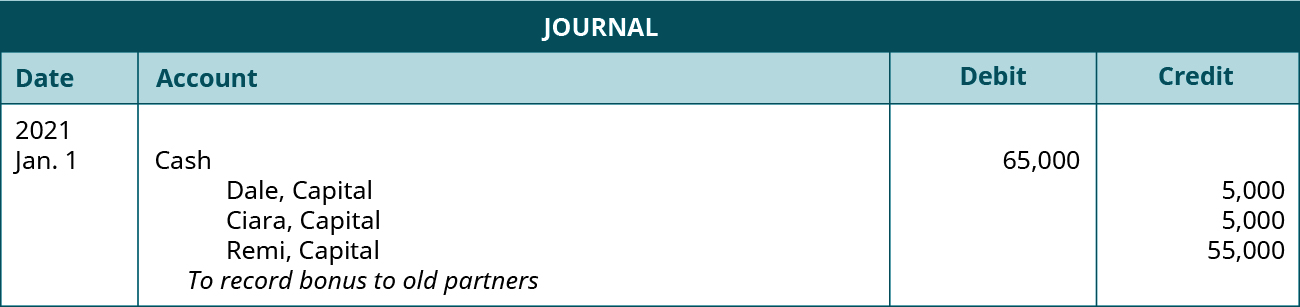 JOURNAL
Date Account Debit Credit
2021
Jan. 1 Cash 65,000
Dale, Capital 5,000
Ciara, Capital 5,000
Remi, Capital 55,000
To record bonus to old partners